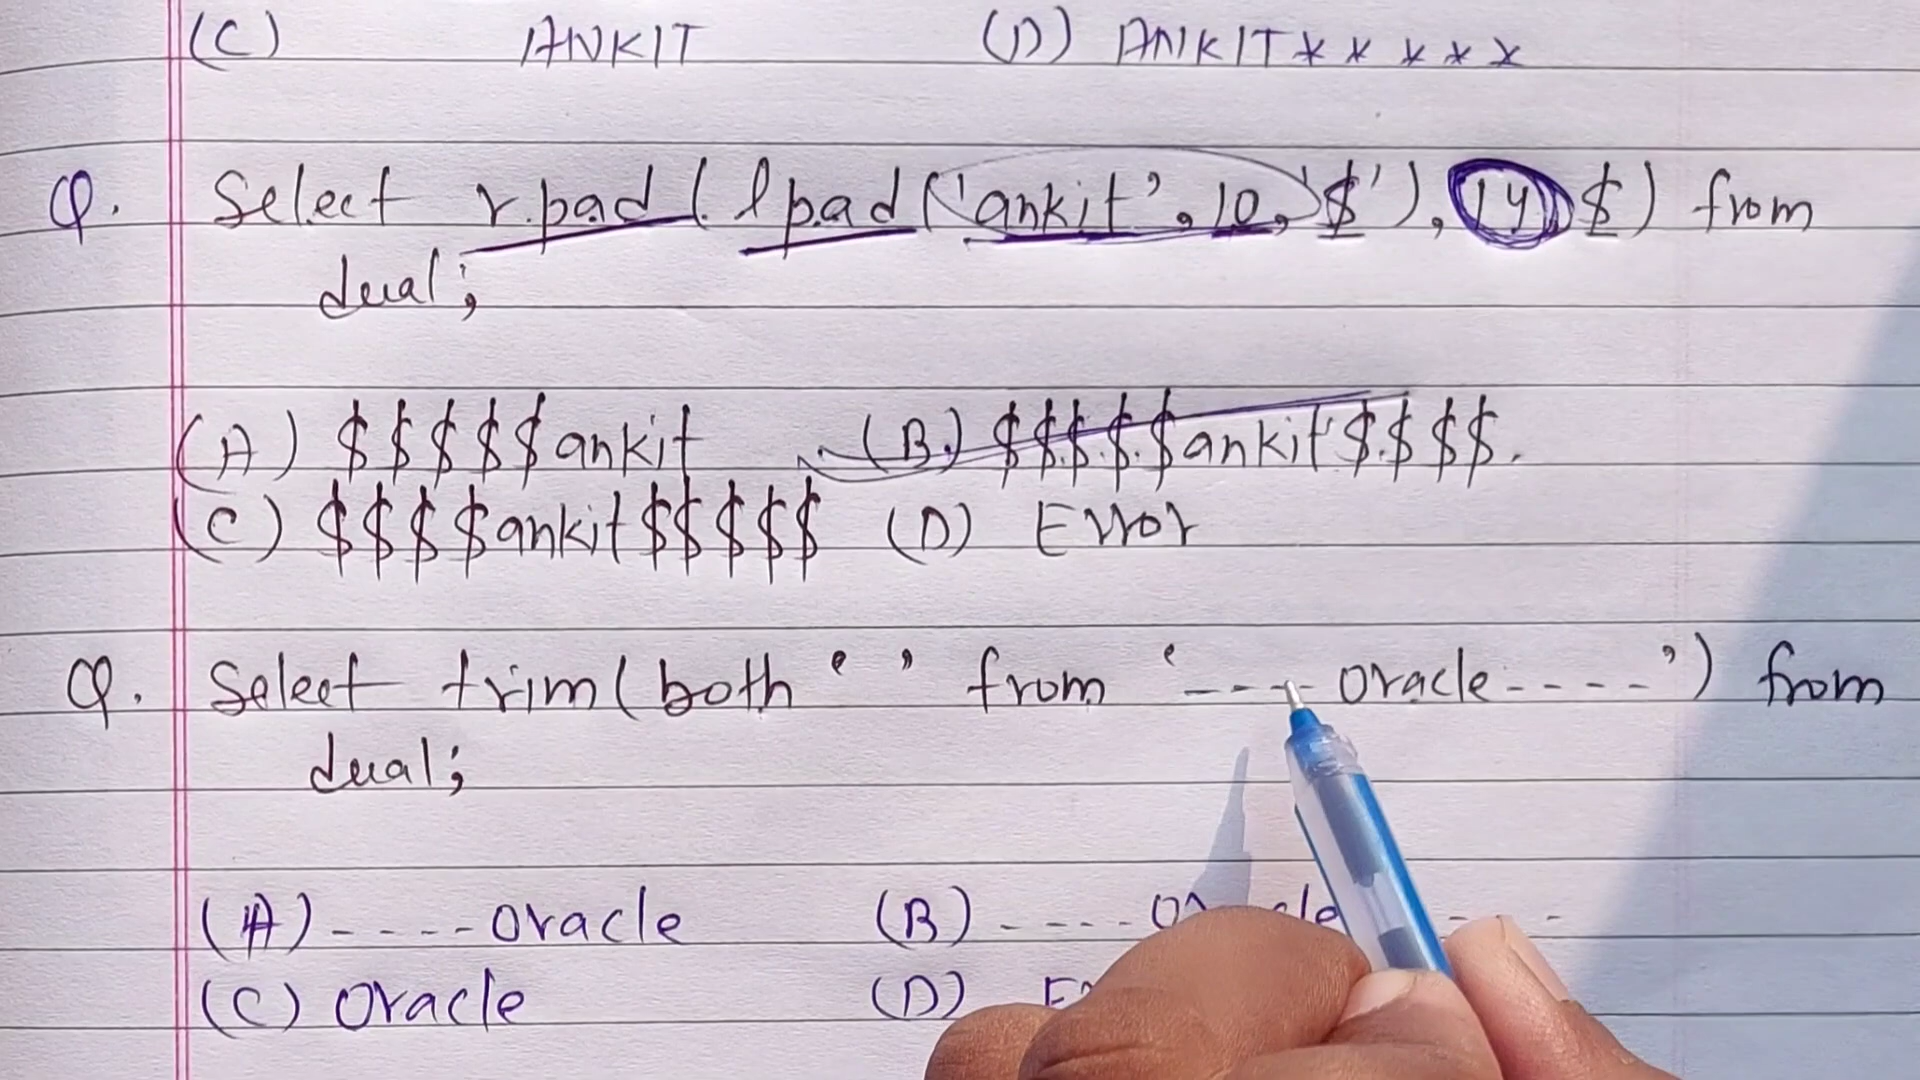 (C) ANKIT (D) ANKIT*****
Q. Select rpad(lpad('ankit',10,'$'),14,$) from
dual;
(A) $$$$$ankit (B) $$$$$ankit$$$$.
(C) $$$$ankit$$$$$ (D) Error
Q. Select trim(both ' ' from '----oracle----') from
dual;
(A) ----oracle (B) ----
(C) oracle (D)